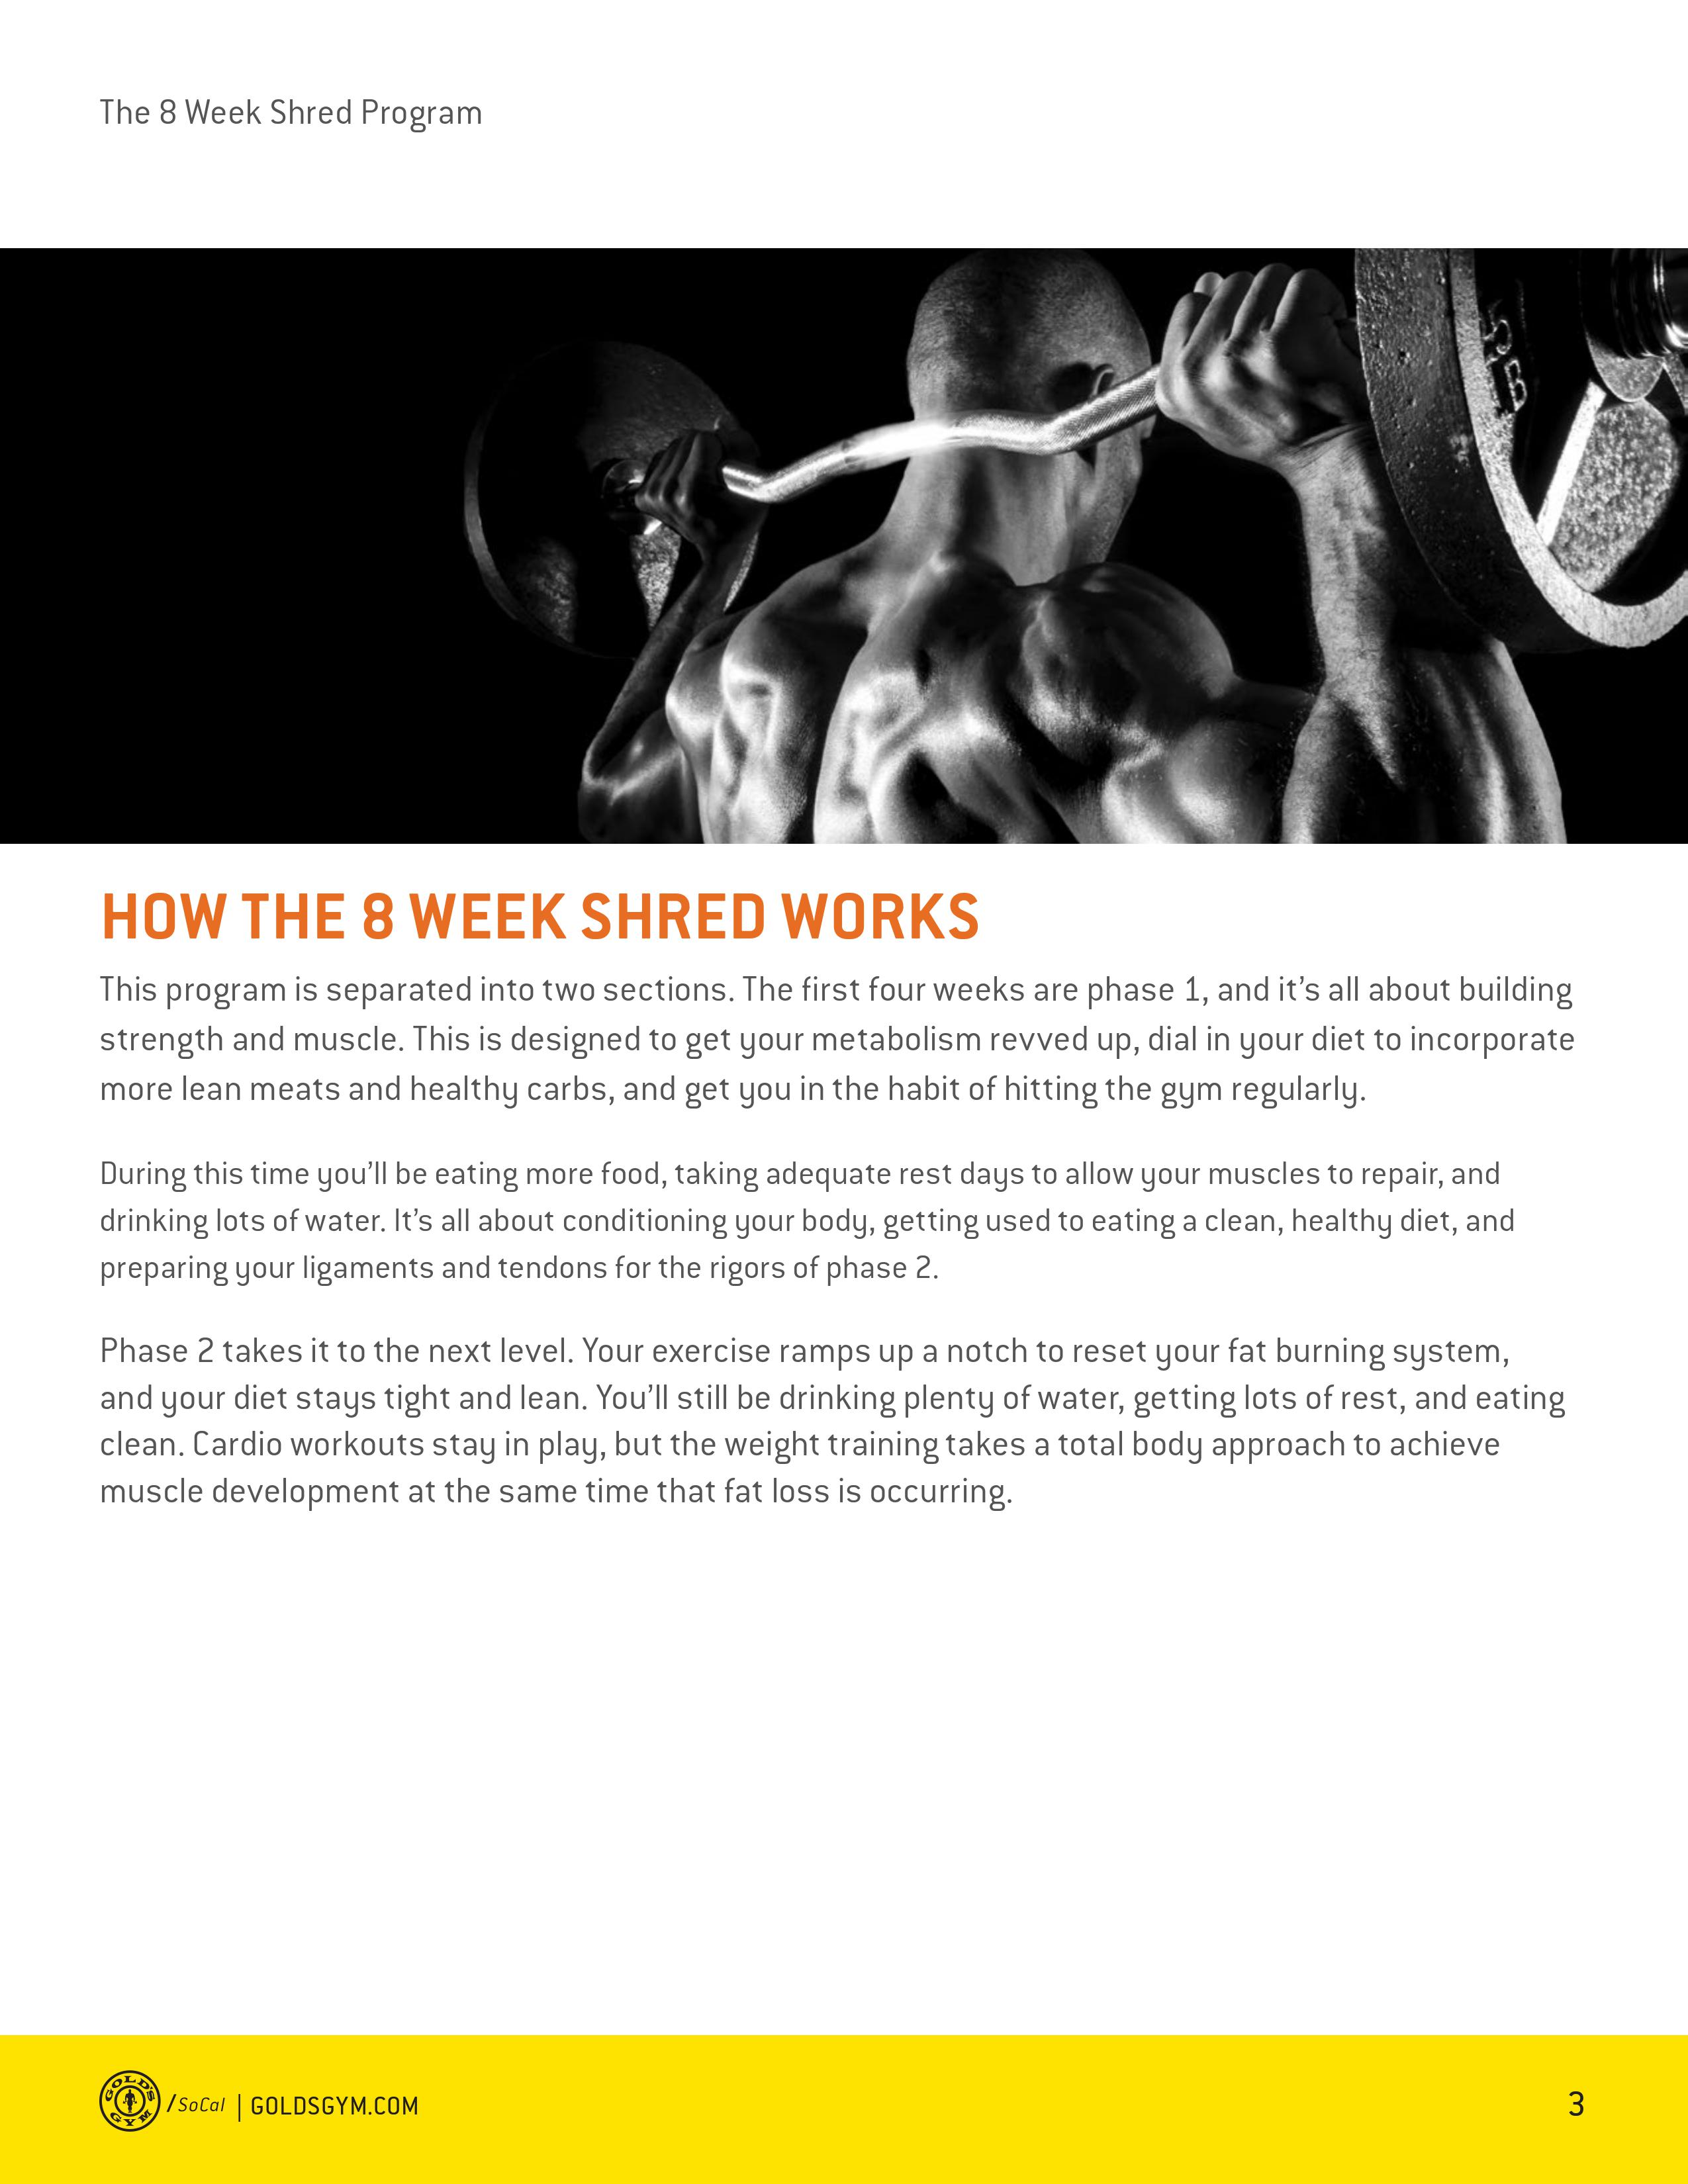 The 8 Week Shred Program
5 LB
HOW THE 8 WEEK SHRED WORKS
This program is separated into two sections. The first four weeks are phase 1, and it’s all about building
strength and muscle. This is designed to get your metabolism revved up, dial in your diet to incorporate
more lean meats and healthy carbs, and get you in the habit of hitting the gym regularly.
During this time you’ll be eating more food, taking adequate rest days to allow your muscles to repair, and
drinking lots of water. It’s all about conditioning your body, getting used to eating a clean, healthy diet, and
preparing your ligaments and tendons for the rigors of phase 2.
Phase 2 takes it to the next level. Your exercise ramps up a notch to reset your fat burning system,
and your diet stays tight and lean. You’ll still be drinking plenty of water, getting lots of rest, and eating
clean. Cardio workouts stay in play, but the weight training takes a total body approach to achieve
muscle development at the same time that fat loss is occurring.
GOLD'S GYM /SoCal | GOLDSGYM.COM
3